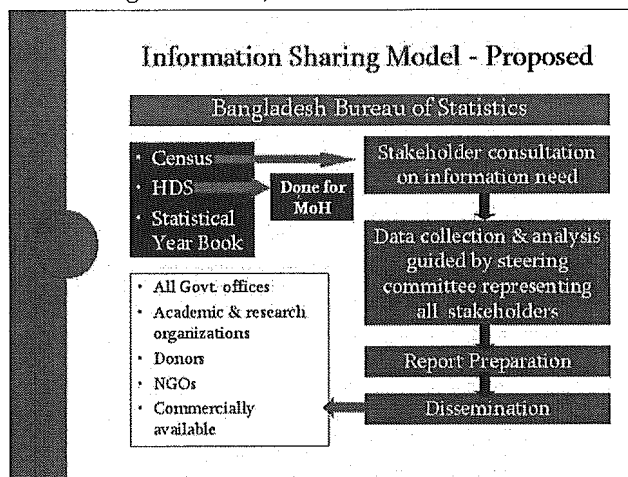 Information Sharing Model - Proposed
Bangladesh Bureau of Statistics
• Census
• HDS
• Statistical
Year Book
Done for
MoH
Stakeholder consultation
on information need
Data collection & analysis
guided by steering
committee representing
all stakeholders
Report Preparation
Dissemination
• All Govt. offices
• Academic & research
organizations
• Donors
• NGOs
• Commercially
available